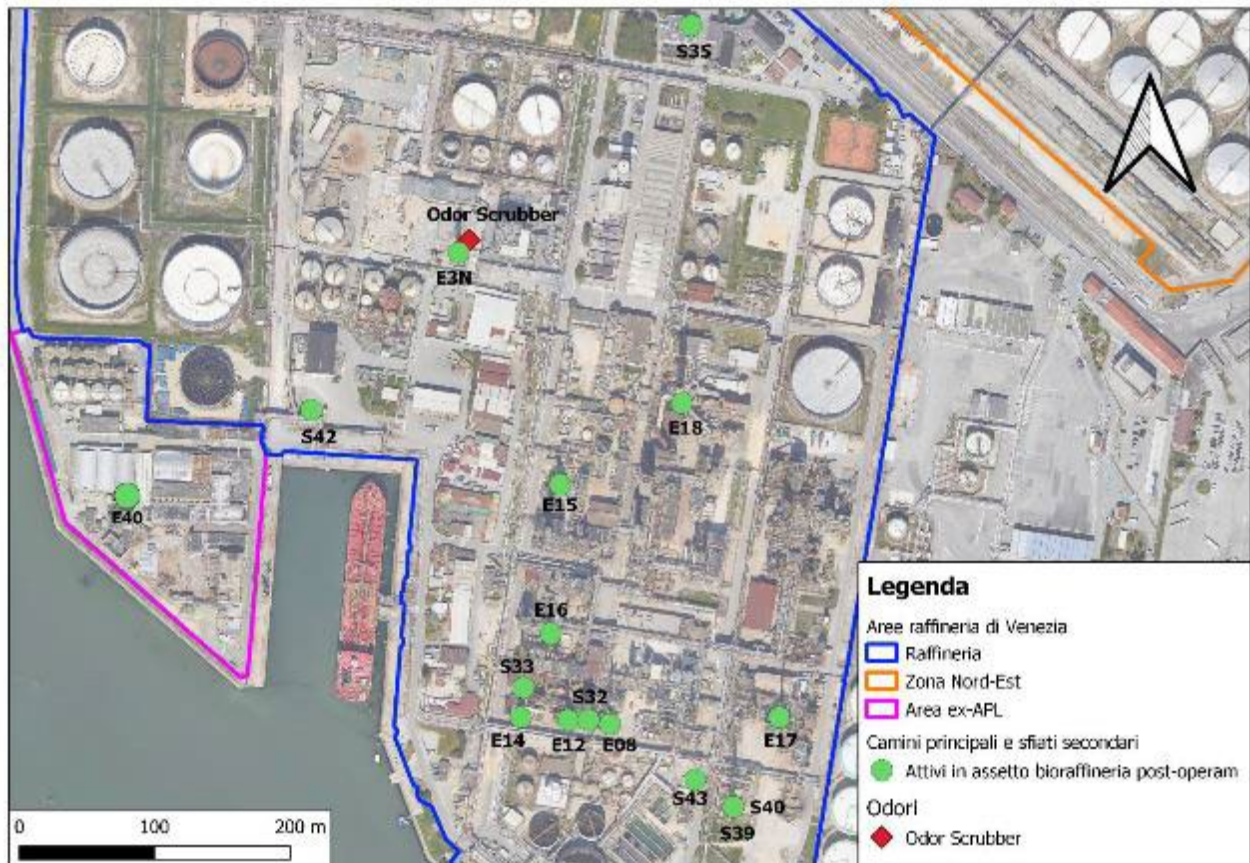 S35
Odor Scrubber
E3N
S42
E18
E15
E40
E16
S33
S32
E14
E12
E08
E17
S43
S40
S39
0 100 200 m
Legenda
Aree raffineria di Venezia
Raffineria
Zona Nord-Est
Area ex-APL
Camini principali e sfiati secondari
Attivi in assetto bioraffineria post-operam
Odori
Odor Scrubber